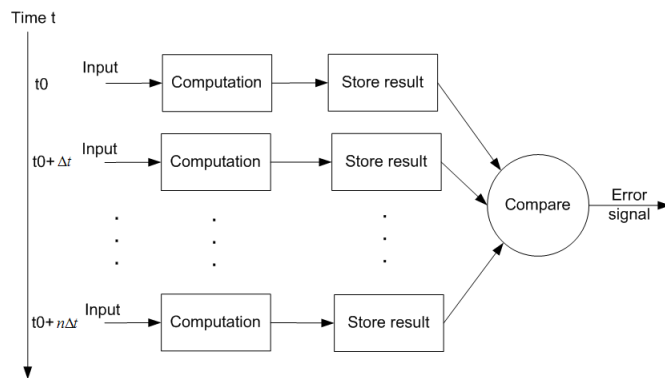 Time t
t0
Input
Computation
Store result
t0+ Δt
Input
Computation
Store result
Compare
Error
signal
t0+ nΔt
Input
Computation
Store result